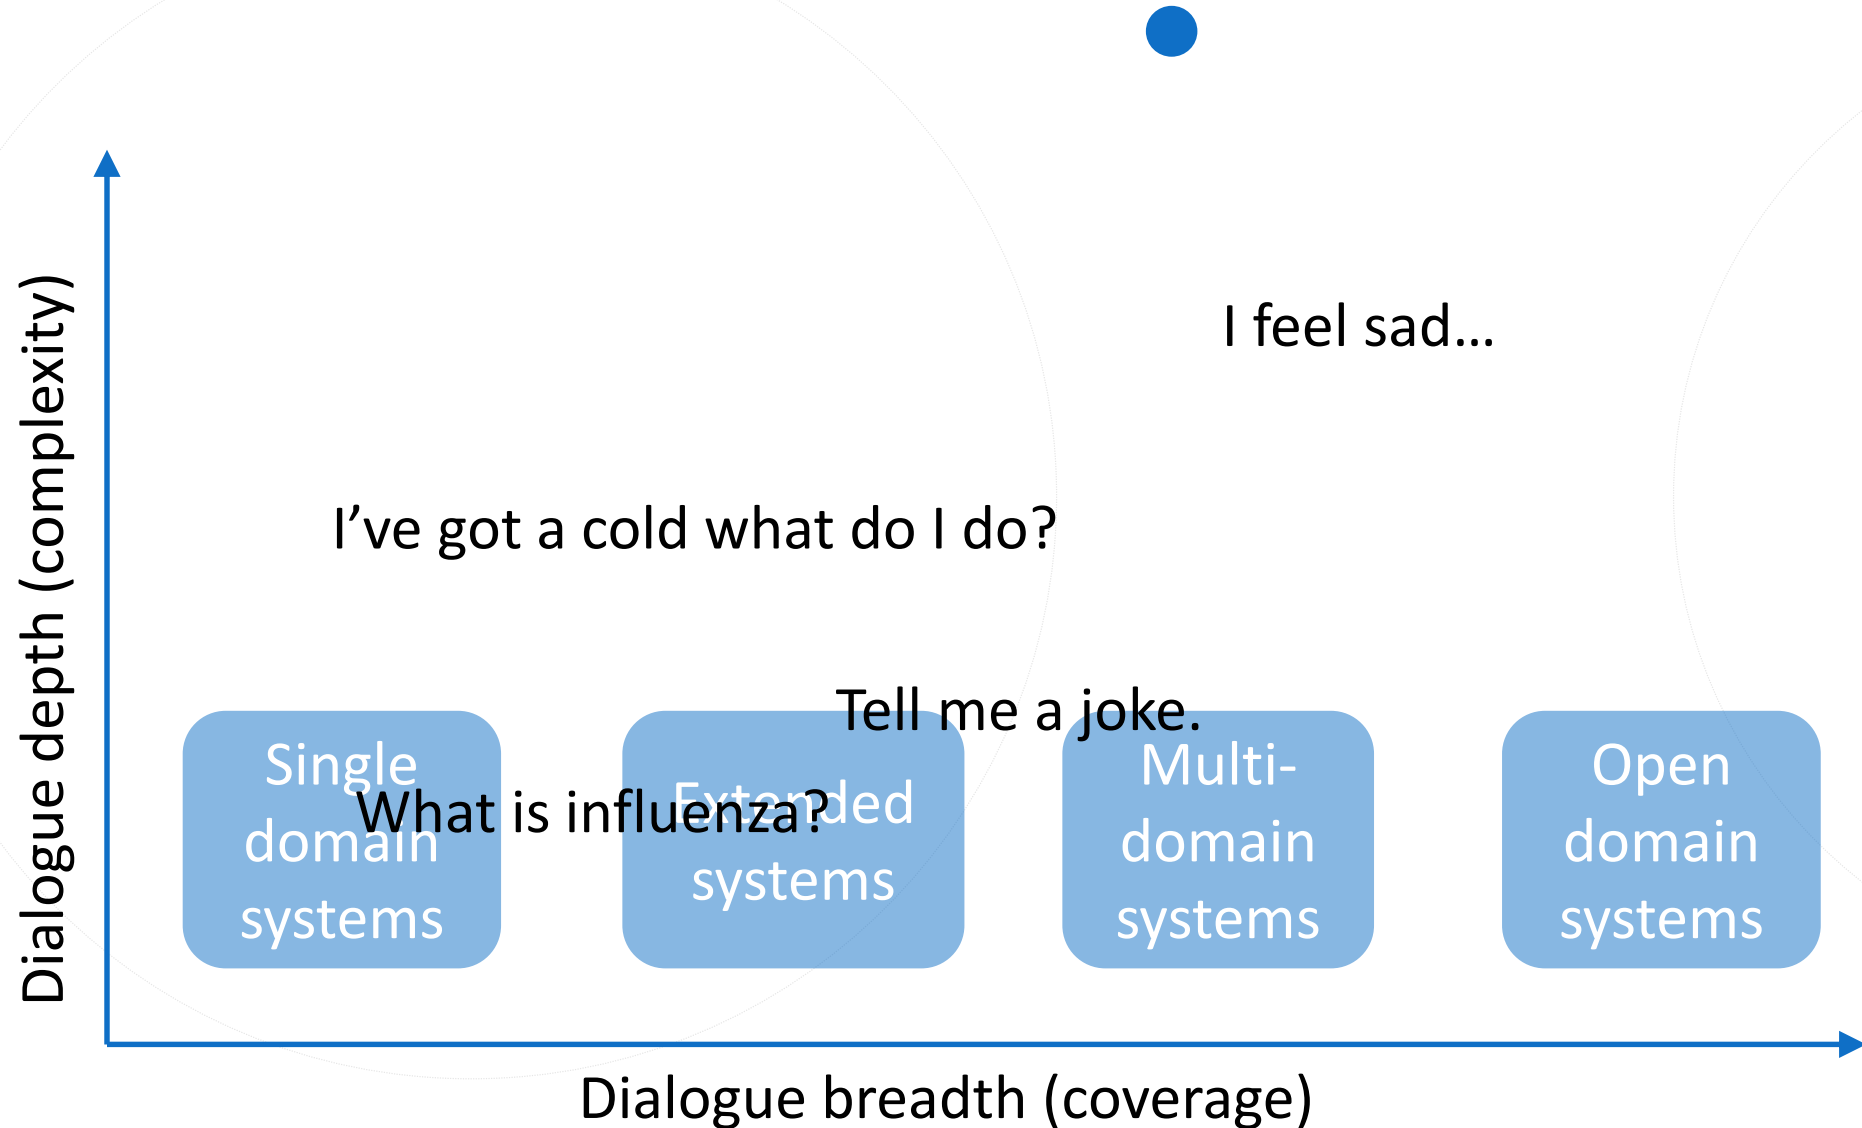 I feel sad…
I’ve got a cold what do I do?
Tell me a joke.
What is influenza?
Single
domain
systems
Extended
systems
Multi-
domain
systems
Open
domain
systems
Dialogue depth (complexity)
Dialogue breadth (coverage)